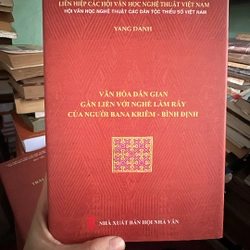 LIÊN HIỆP CÁC HỘI VĂN HỌC NGHỆ THUẬT VIỆT NAM
HỘI VĂN HỌC NGHỆ THUẬT CÁC DÂN TỘC THIỂU SỐ VIỆT NAM
YANG DANH
VĂN HÓA DÂN GIAN
GẮN LIỀN VỚI NGHỀ LÀM RẪY
CỦA NGƯỜI BANA KRIÊM - BÌNH ĐỊNH
NHÀ XUẤT BẢN HỘI NHÀ VĂN